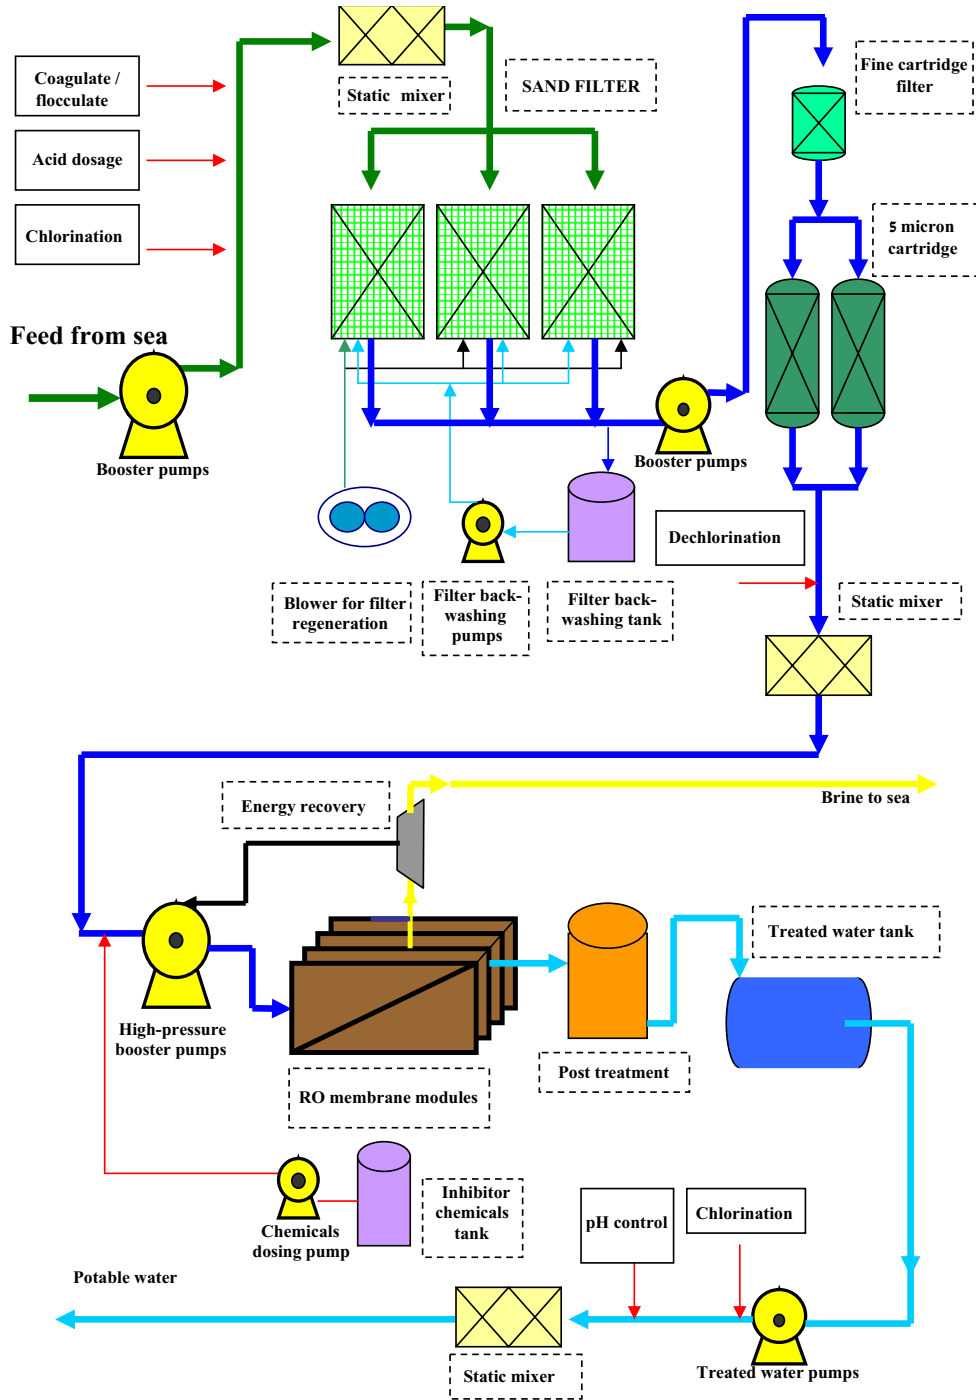 Coagulate /
flocculate
Acid dosage
Chlorination
Static mixer
SAND FILTER
Fine cartridge
filter
5 micron
cartridge
Feed from sea
Booster pumps
Booster pumps
Dechlorination
Static mixer
Blower for filter
regeneration
Filter back-
washing
pumps
Filter back-
washing tank
Energy recovery
Brine to sea
Treated water tank
High-pressure
booster pumps
RO membrane
modules
Post treatment
Inhibitor
chemicals
tank
Chemicals
dosing pump
pH control
Chlorination
Potable water
Static mixer
Treated water pumps